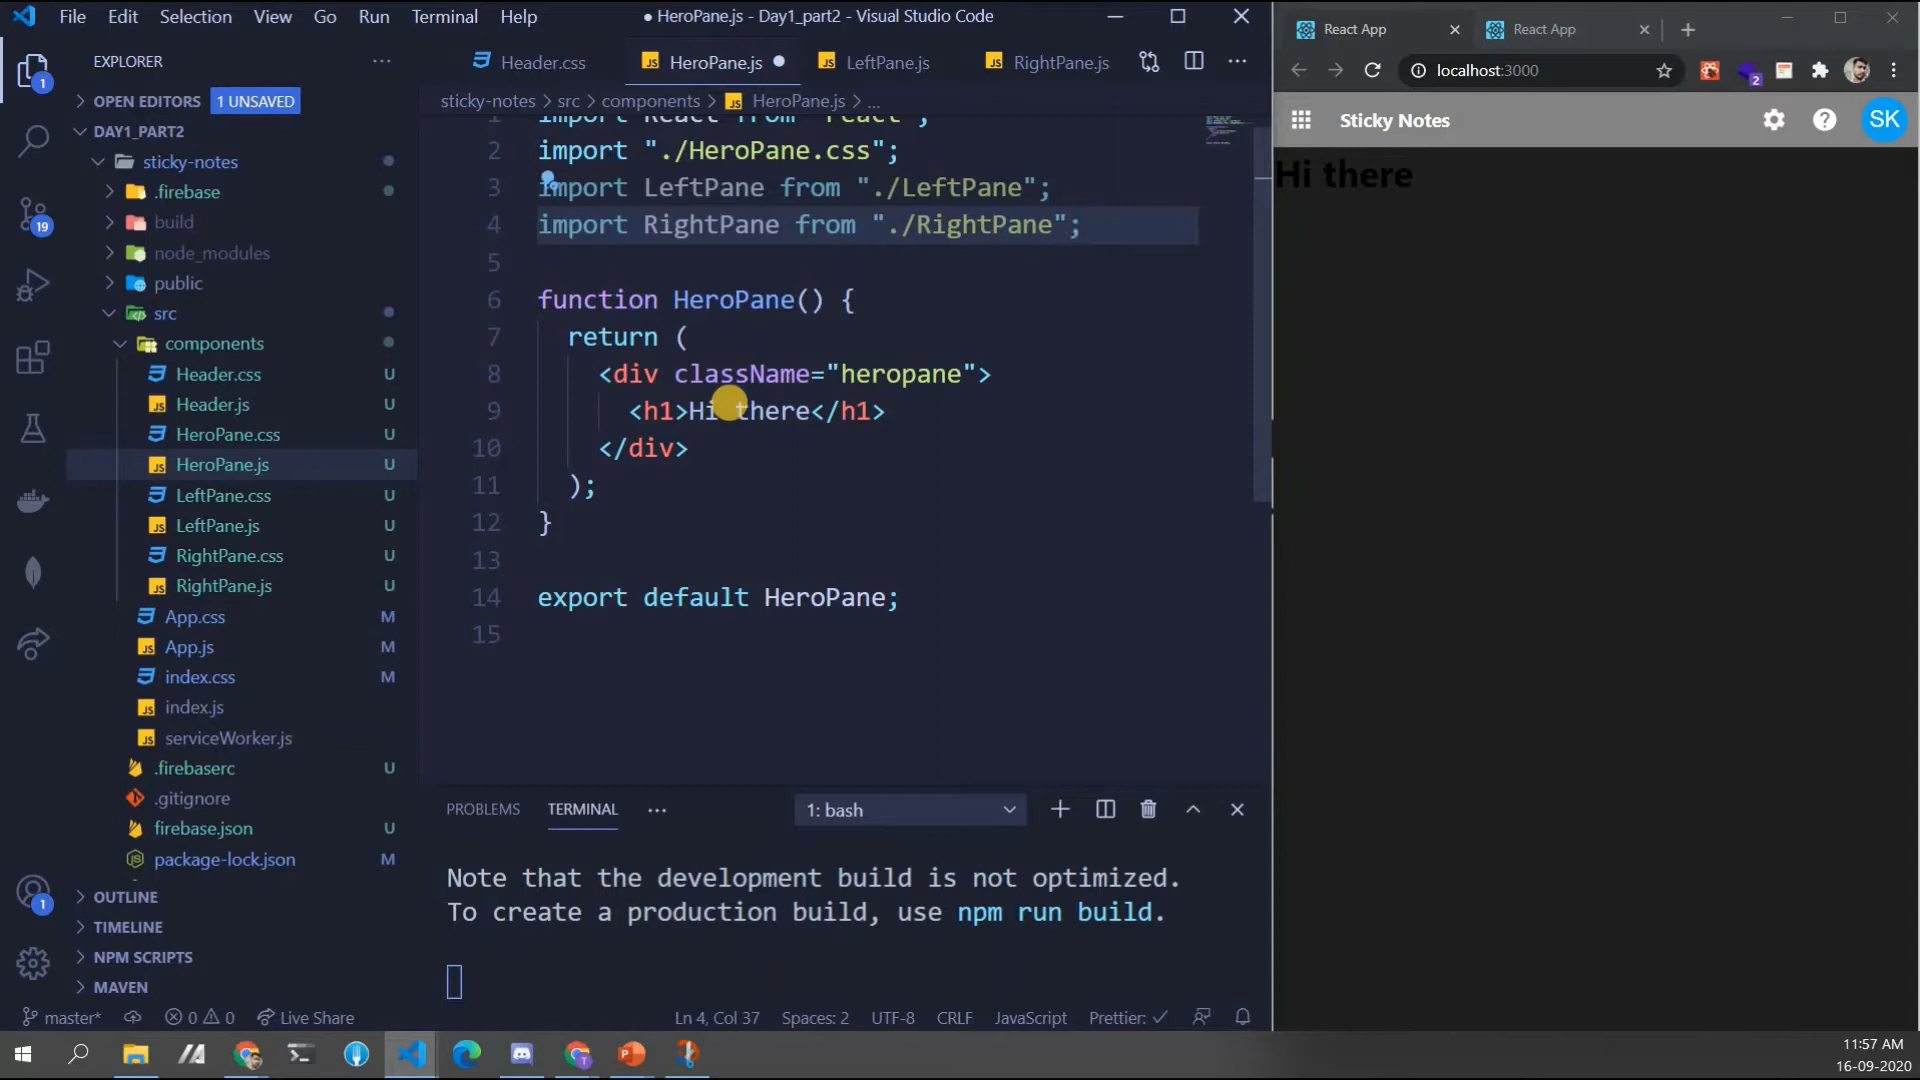 File Edit Selection View Go Run Terminal Help
● HeroPane.js - Day1_part2 - Visual Studio Code
EXPLORER
OPEN EDITORS 1 UNSAVED
DAY1_PART2
sticky-notes
.firebase
build
node_modules
public
src
components
Header.css U
Header.js U
HeroPane.css U
HeroPane.js U
LeftPane.css U
LeftPane.js U
RightPane.css U
RightPane.js U
App.css M
App.js M
index.css M
index.js
serviceWorker.js
.firebaserc U
.gitignore
firebase.json U
package-lock.json M
OUTLINE
TIMELINE
NPM SCRIPTS
MAVEN
1
19
1
Header.css HeroPane.js ● LeftPane.js RightPane.js
sticky-notes > src > components > HeroPane.js > ...
1 import React from "react";
2 import "./HeroPane.css";
3 import LeftPane from "./LeftPane";
4 import RightPane from "./RightPane";
5
6 function HeroPane() {
7 return (
8 <div className="heropane">
9 <h1>Hi there</h1>
10 </div>
11 );
12 }
13
14 export default HeroPane;
15
PROBLEMS TERMINAL ··· 1: bash
Note that the development build is not optimized.
To create a production build, use npm run build.
master* 0 0 Live Share Ln 4, Col 37 Spaces: 2 UTF-8 CRLF JavaScript Prettier: ✓
React App React App
localhost:3000
2
Sticky Notes SK
Hi there
11:57 AM
16-09-2020